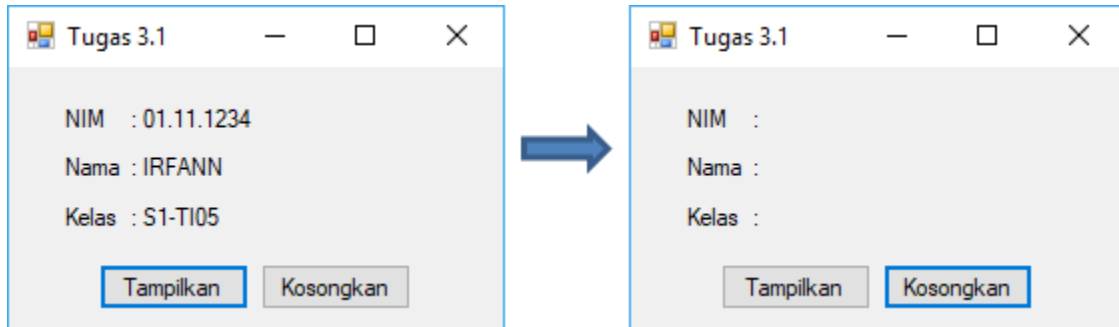 Tugas 3.1
NIM : 01.11.1234
Nama : IRFANN
Kelas : S1-TI05
Tampilkan Kosongkan
Tugas 3.1
NIM :
Nama :
Kelas :
Tampilkan Kosongkan